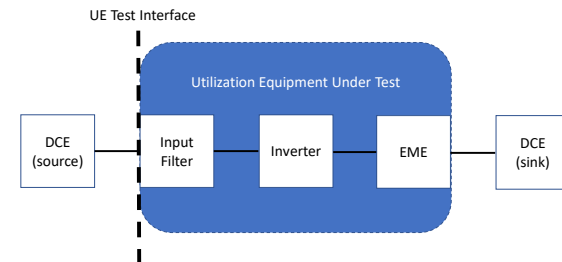 UE Test Interface
Utilization Equipment Under Test
DCE
(source)
Input
Filter
Inverter
EME
DCE
(sink)